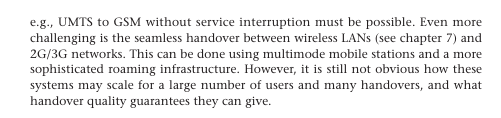 e.g., UMTS to GSM without service interruption must be possible. Even more
challenging is the seamless handover between wireless LANs (see chapter 7) and
2G/3G networks. This can be done using multimode mobile stations and a more
sophisticated roaming infrastructure. However, it is still not obvious how these
systems may scale for a large number of users and many handovers, and what
handover quality guarantees they can give.